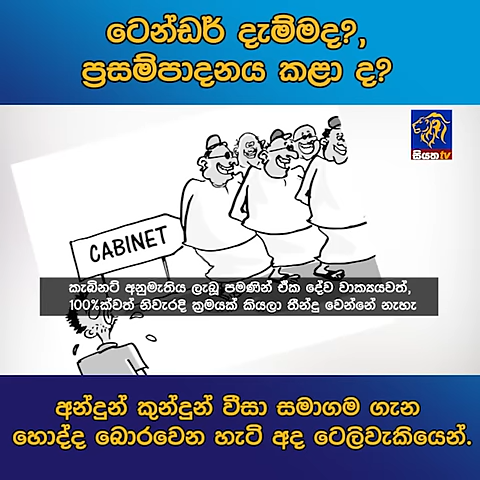 ටෙන්ඩර් දැම්මද?,
ප්‍රසම්පාදනය කළා ද?
සියත tv
CABINET
කැබිනට් අනුමැතිය ලැබූ පමණින් ඒක දේව වාක්‍යයවත්,
100%ක්වත් නිවැරදි ක්‍රමයක් කියලා තීන්දු වෙන්නේ නැහැ
අන්දුන් කුන්දුන් වීසා සමාගම ගැන
හොද්ද බොරවෙන හැටි අද ටෙලිවැකියෙන්.